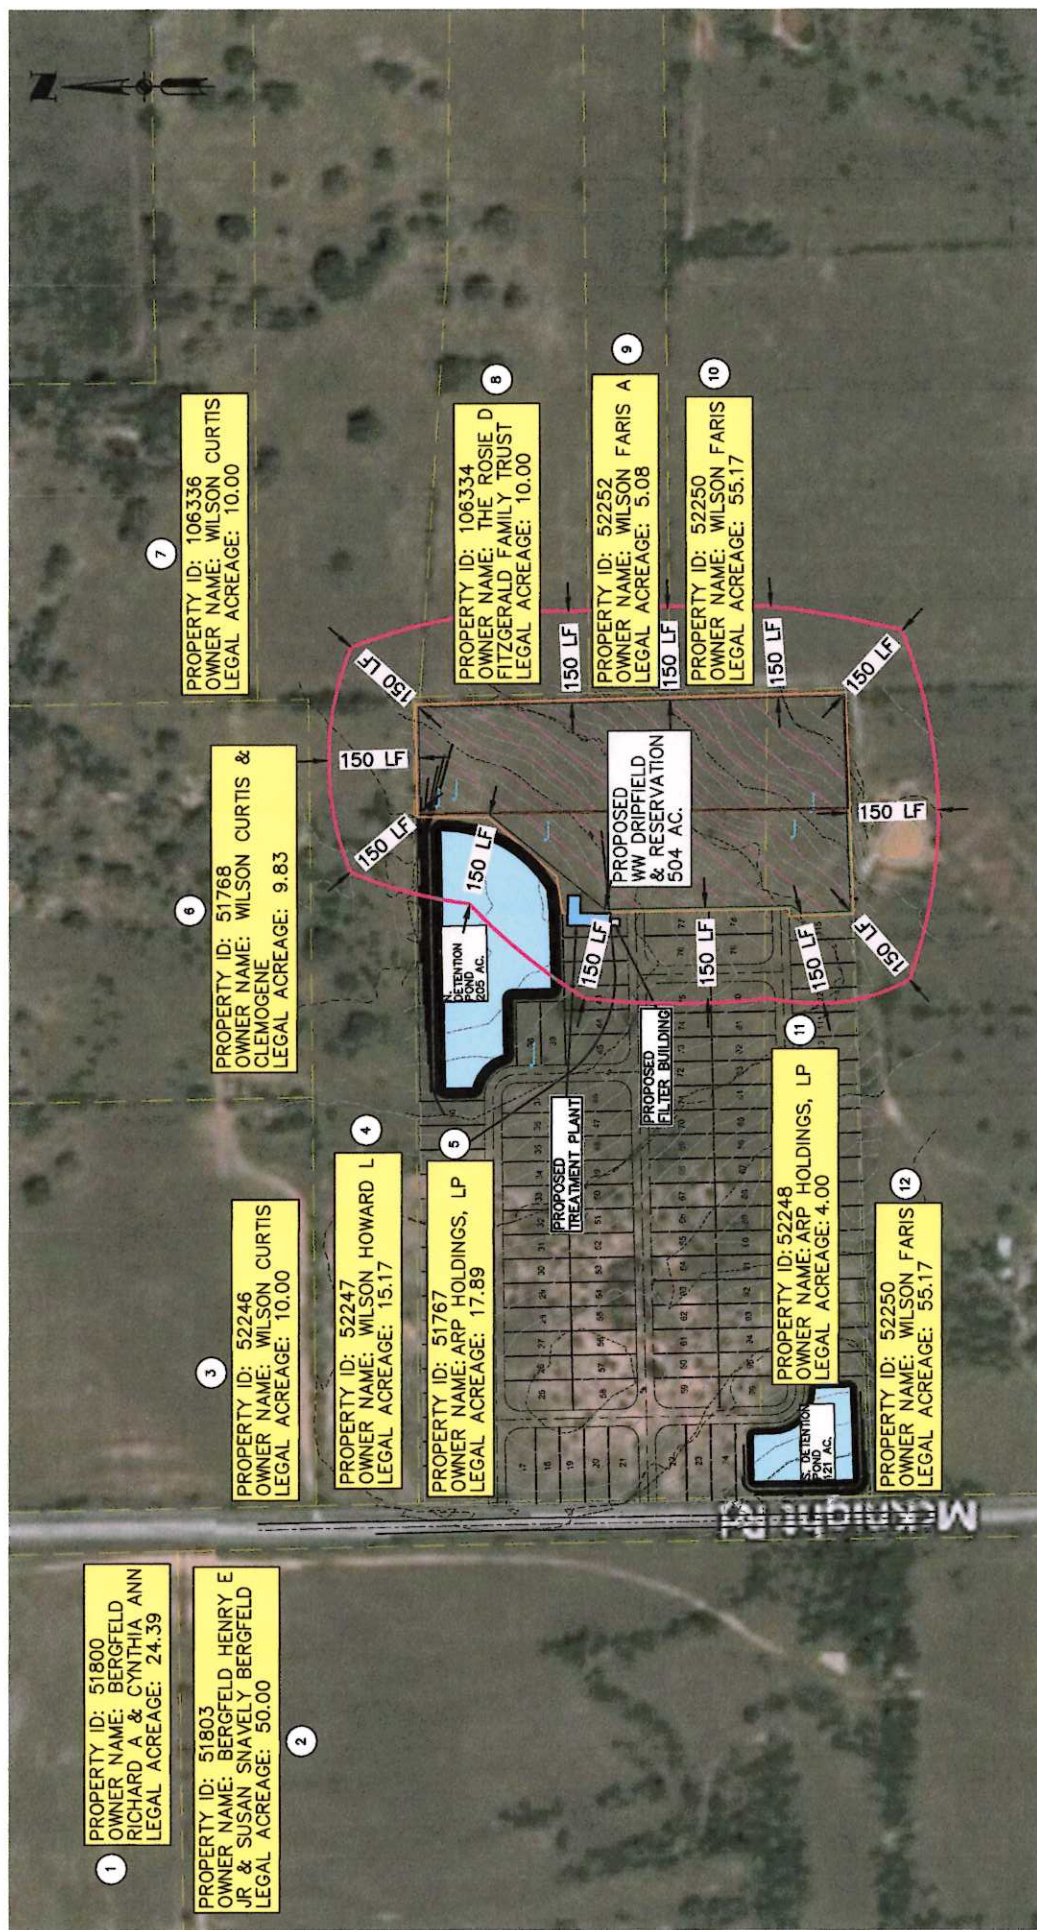 N
1
PROPERTY ID: 51800
OWNER NAME: BERGFELD
RICHARD A & CYNTHIA ANN
LEGAL ACREAGE: 24.39
PROPERTY ID: 51803
OWNER NAME: BERGFELD HENRY E
JR & SUSAN SNAVELY BERGFELD
LEGAL ACREAGE: 50.00
2
3
PROPERTY ID: 52246
OWNER NAME: WILSON CURTIS
LEGAL ACREAGE: 10.00
PROPERTY ID: 52247
OWNER NAME: WILSON HOWARD L
LEGAL ACREAGE: 15.17
4
PROPERTY ID: 51767
OWNER NAME: ARP HOLDINGS, LP
LEGAL ACREAGE: 17.89
5
6
PROPERTY ID: 51768
OWNER NAME: WILSON CURTIS &
CLEMOGENE
LEGAL ACREAGE: 9.83
7
PROPERTY ID: 106336
OWNER NAME: WILSON CURTIS
LEGAL ACREAGE: 10.00
PROPERTY ID: 106334
OWNER NAME: THE ROSIE D
FITZGERALD FAMILY TRUST
LEGAL ACREAGE: 10.00
8
PROPERTY ID: 52252
OWNER NAME: WILSON FARIS A
LEGAL ACREAGE: 5.08
9
PROPERTY ID: 52250
OWNER NAME: WILSON FARIS
LEGAL ACREAGE: 55.17
10
PROPERTY ID: 52248
OWNER NAME: ARP HOLDINGS, LP
LEGAL ACREAGE: 4.00
11
PROPERTY ID: 52250
OWNER NAME: WILSON FARIS
LEGAL ACREAGE: 55.17
12
N.
DETENTION
POND
205 AC.
S. DETENTION
POND
121 AC.
PROPOSED
WW DRIPFIELD
& RESERVATION
504 AC.
PROPOSED
TREATMENT PLANT
PROPOSED
FILTER BUILDING
150 LF
150 LF
150 LF
150 LF
150 LF
150 LF
150 LF
150 LF
150 LF
150 LF
150 LF
150 LF
150 LF
150 LF
McKnight Rd
17
18
19
20
21
22
23